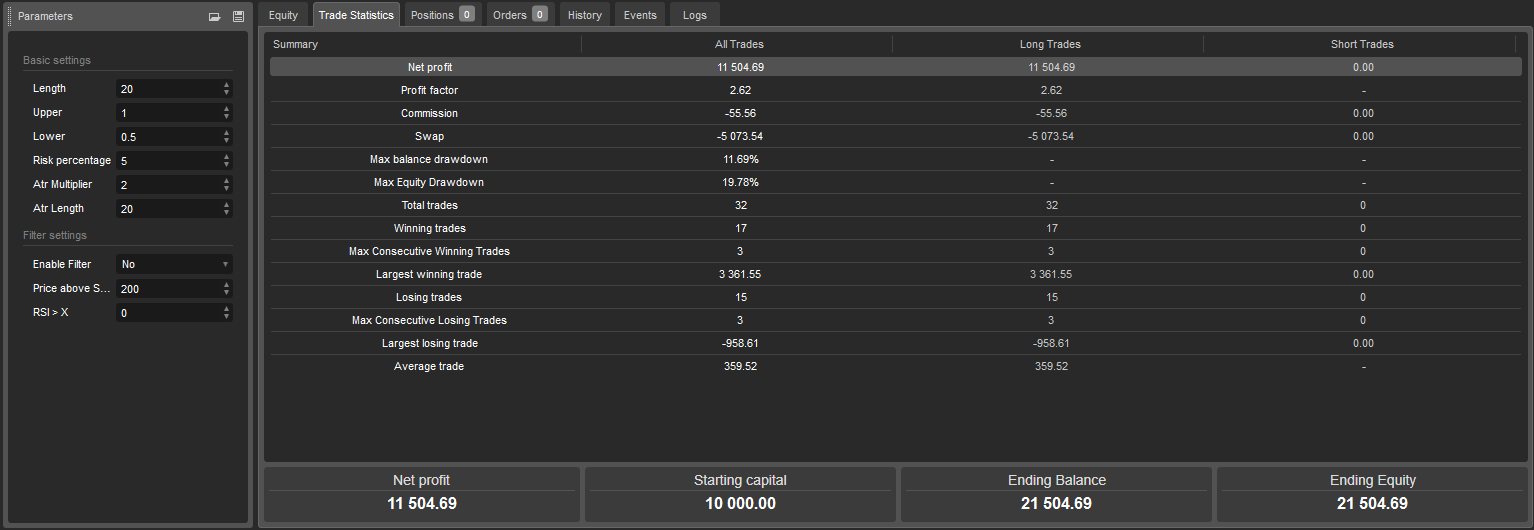 Parameters
Equity Trade Statistics Positions 0 Orders 0 History Events Logs
Basic settings
Length 20
Upper 1
Lower 0.5
Risk percentage 5
Atr Multiplier 2
Atr Length 20
Filter settings
Enable Filter No
Price above S... 200
RSI > X 0
Summary All Trades Long Trades Short Trades
Net profit 11 504.69 11 504.69 0.00
Profit factor 2.62 2.62 -
Commission -55.56 -55.56 0.00
Swap -5 073.54 -5 073.54 0.00
Max balance drawdown 11.69% - -
Max Equity Drawdown 19.78% - -
Total trades 32 32 0
Winning trades 17 17 0
Max Consecutive Winning Trades 3 3 0
Largest winning trade 3 361.55 3 361.55 0.00
Losing trades 15 15 0
Max Consecutive Losing Trades 3 3 0
Largest losing trade -958.61 -958.61 0.00
Average trade 359.52 359.52 -
Net profit Starting capital Ending Balance Ending Equity
11 504.69 10 000.00 21 504.69 21 504.69